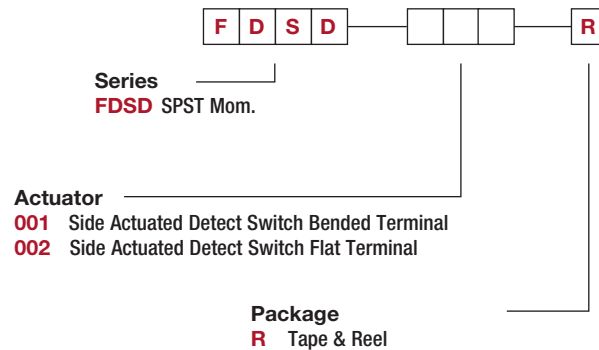 F D S D R
Series
FDSD SPST Mom.
Actuator
001 Side Actuated Detect Switch Bended Terminal
002 Side Actuated Detect Switch Flat Terminal
Package
R Tape & Reel